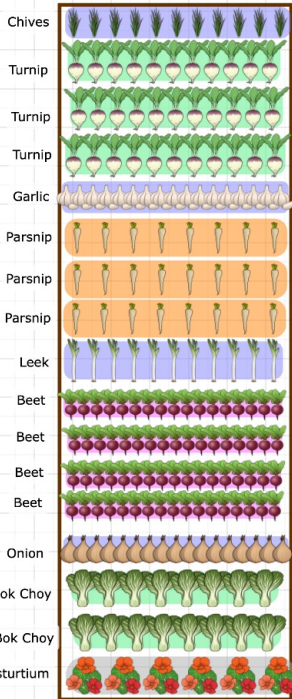 Chives
Turnip
Turnip
Turnip
Garlic
Parsnip
Parsnip
Parsnip
Leek
Beet
Beet
Beet
Beet
Onion
ok Choy
Bok Choy
sturtium